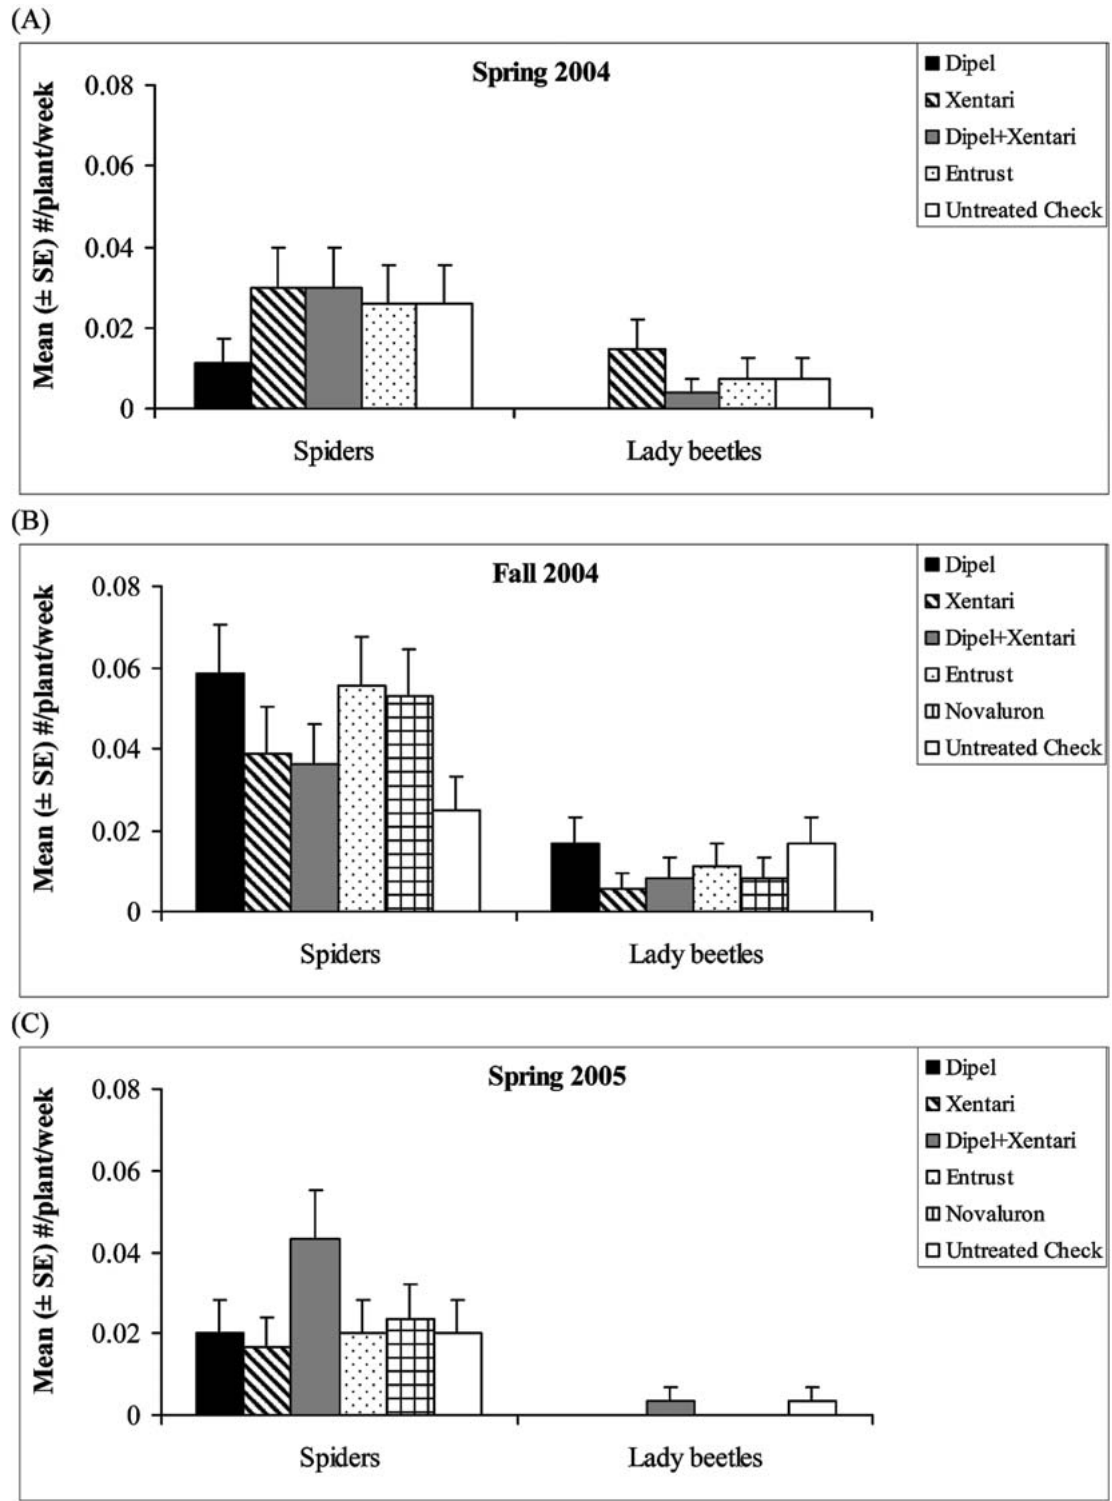 (A)
Spring 2004
Mean (± SE) #/plant/week
0.08
0.06
0.04
0.02
0
Spiders
Lady beetles
Dipel
Xentari
Dipel+Xentari
Entrust
Untreated Check
(B)
Fall 2004
Mean (± SE) #/plant/week
0.08
0.06
0.04
0.02
0
Spiders
Lady beetles
Dipel
Xentari
Dipel+Xentari
Entrust
Novaluron
Untreated Check
(C)
Spring 2005
Mean (± SE) #/plant/week
0.08
0.06
0.04
0.02
0
Spiders
Lady beetles
Dipel
Xentari
Dipel+Xentari
Entrust
Novaluron
Untreated Check